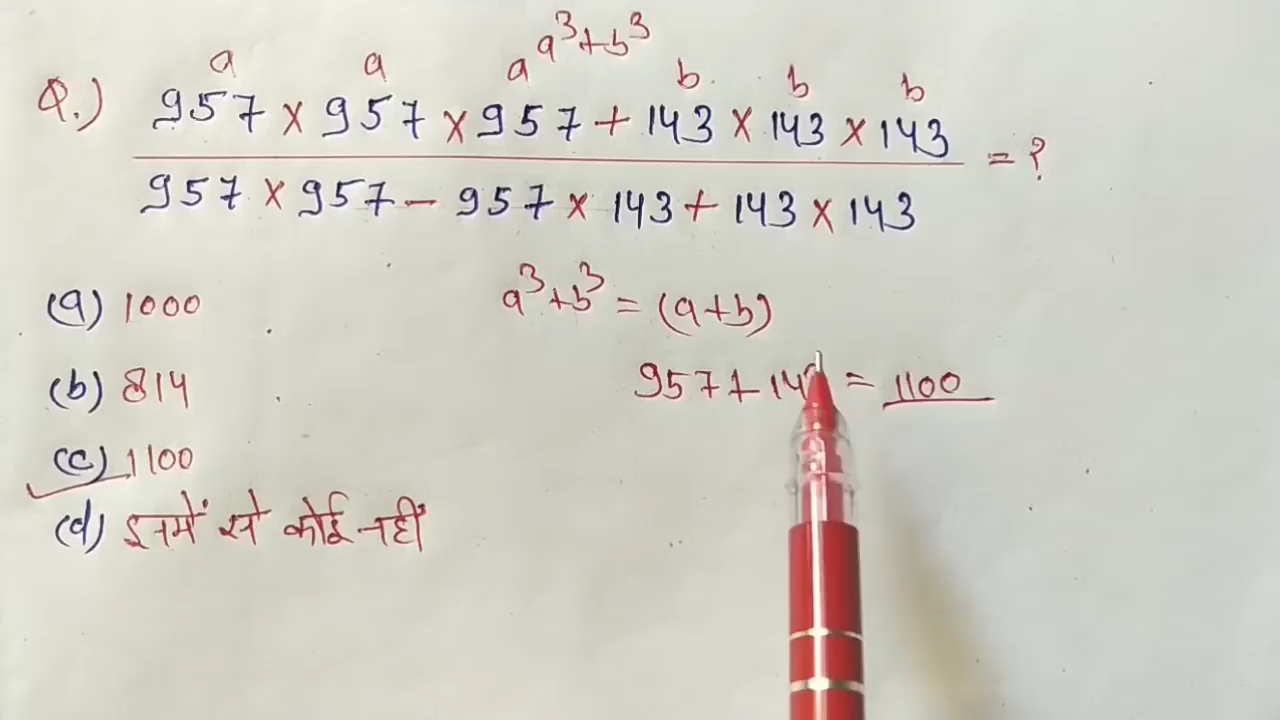 a a a a³+b³ b b b
Q.) 957 × 957 × 957 + 143 × 143 × 143 = ?
957 × 957 - 957 × 143 + 143 × 143
(a) 1000
a³+b³ = (a+b)
(b) 814
957+14 = 1100
(c) 1100
(d) इनमें से कोई नहीं